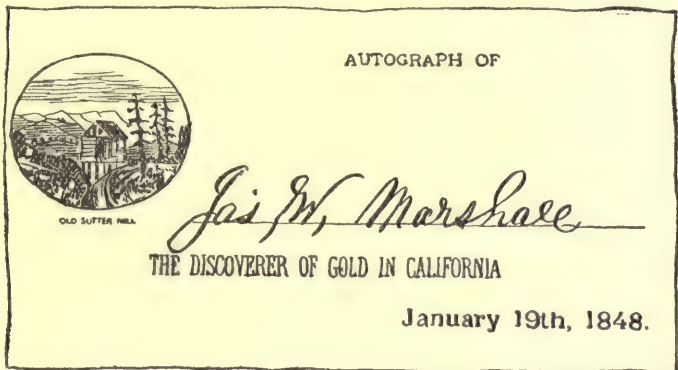 AUTOGRAPH OF
OLD SUTTER MILL
Jas W, Marshall
THE DISCOVERER OF GOLD IN CALIFORNIA
January 19th, 1848.